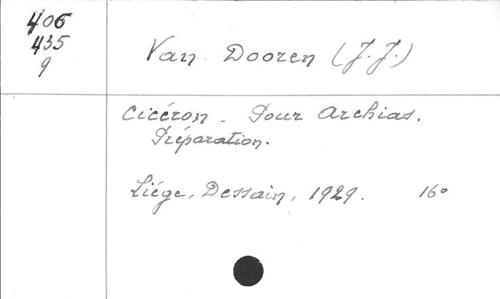 406
435
9
Van Dooren (J.J.)
Cicéron - Pour Archias.
Préparation.
Liége, Dessain, 1929. 16°